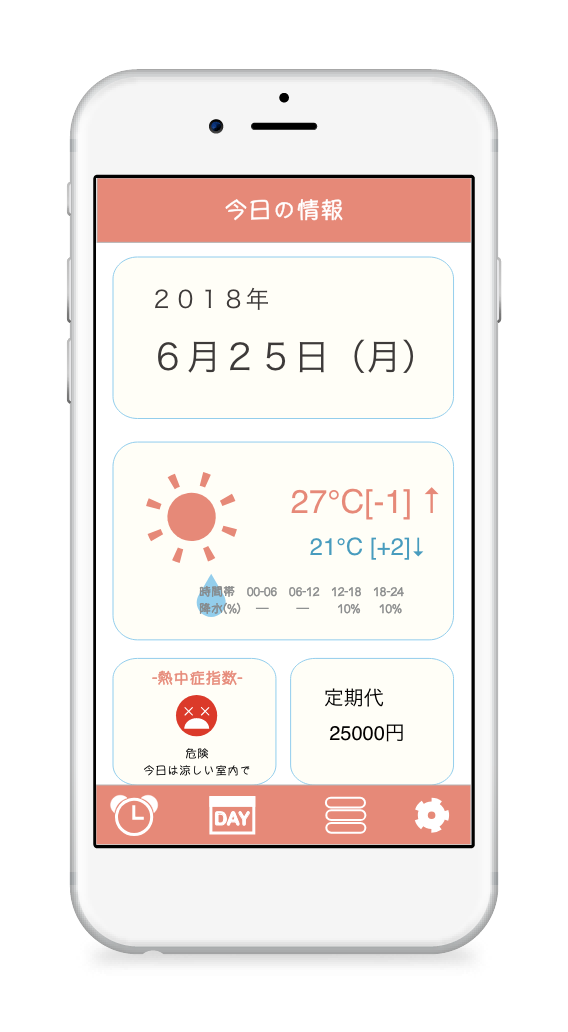 今日の情報
２０１８年
６月２５日（月）
27°C[-1] ↑
21°C [+2]↓
時間帯 00-06 06-12 12-18 18-24
降水(%) — — 10% 10%
-熱中症指数-
危険
今日は涼しい室内で
定期代
25000円
DAY